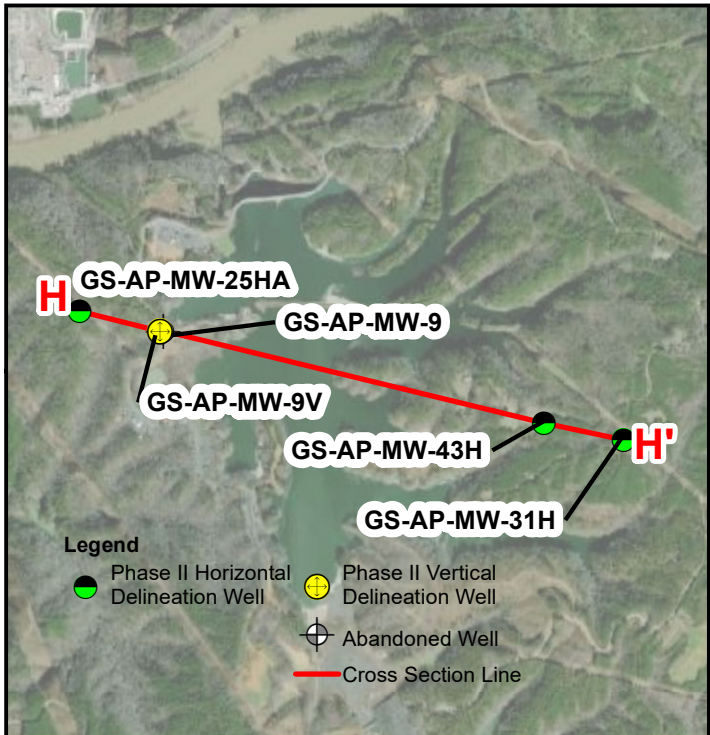 H
GS-AP-MW-25HA
GS-AP-MW-9
GS-AP-MW-9V
GS-AP-MW-43H
H'
GS-AP-MW-31H
Legend
Phase II Horizontal
Delineation Well
Phase II Vertical
Delineation Well
Abandoned Well
Cross Section Line